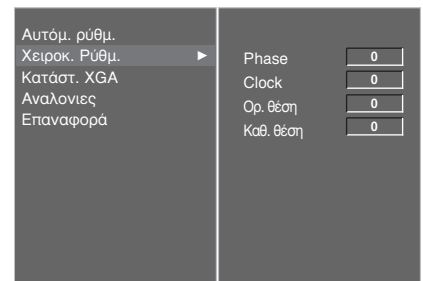 Αυτόμ. ρύθμ.
Χειροκ. Ρύθμ. ►
Κατάστ. XGA
Αναλονιες
Επαναφορά
Phase 0
Clock 0
Ορ. θέση 0
Καθ. θέση 0